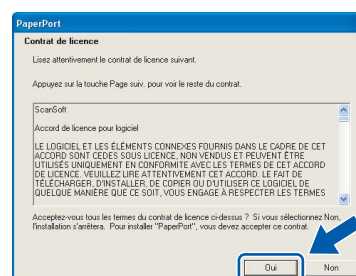 PaperPort
Contrat de licence
Lisez attentivement le contrat de licence suivant.
Appuyez sur la touche Page suiv. pour voir le reste du contrat.
ScanSoft
Accord de licence pour logiciel
LE LOGICIEL ET LES ÉLÉMENTS CONNEXES FOURNIS DANS LE CADRE DE CET
ACCORD SONT CEDES SOUS LICENCE, NON VENDUS ET PEUVENT ÊTRE
UTILISÉS UNIQUEMENT EN CONFORMITE AVEC LES TERMES DE CET ACCORD
DE LICENCE. VEUILLEZ LIRE ATTENTIVEMENT CET ACCORD. LE FAIT DE
TÉLÉCHARGER, D'INSTALLER, DE COPIER OU D'UTILISER CE LOGICIEL DE
QUELQUE MANIÈRE QUE CE SOIT, VOUS ENGAGE À RESPECTER LES TERMES
Acceptez-vous tous les termes du contrat de licence ci-dessus ? Si vous sélectionnez Non,
l'installation s'arrêtera. Pour installer "PaperPort", vous devez accepter ce contrat.
Oui
Non